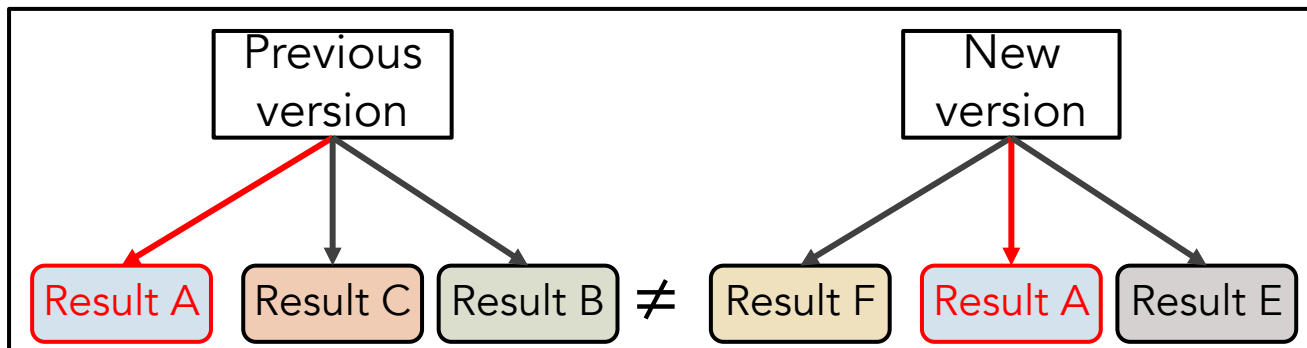 Previous
version
New
version
Result A
Result C
Result B
≠
Result F
Result A
Result E